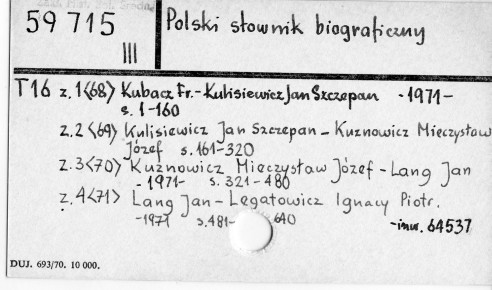 59 715
III
Polski słownik biograficzny
T16 z.1<68> Kubacz Fr.-Kulisiewicz Jan Szczepan -1971-
s. 1-160
z.2<69> Kulisiewicz Jan Szczepan-Kuznowicz Mieczysław
Józef s.161-320
z.3<70> Kuznowicz Mieczysław Józef-Lang Jan
-1971- s. 321-480
z.4<71> Lang Jan-Legatowicz Ignacy Piotr.
-1971 s.481- 640
-inw. 64537
DUJ. 693/70. 10 000.